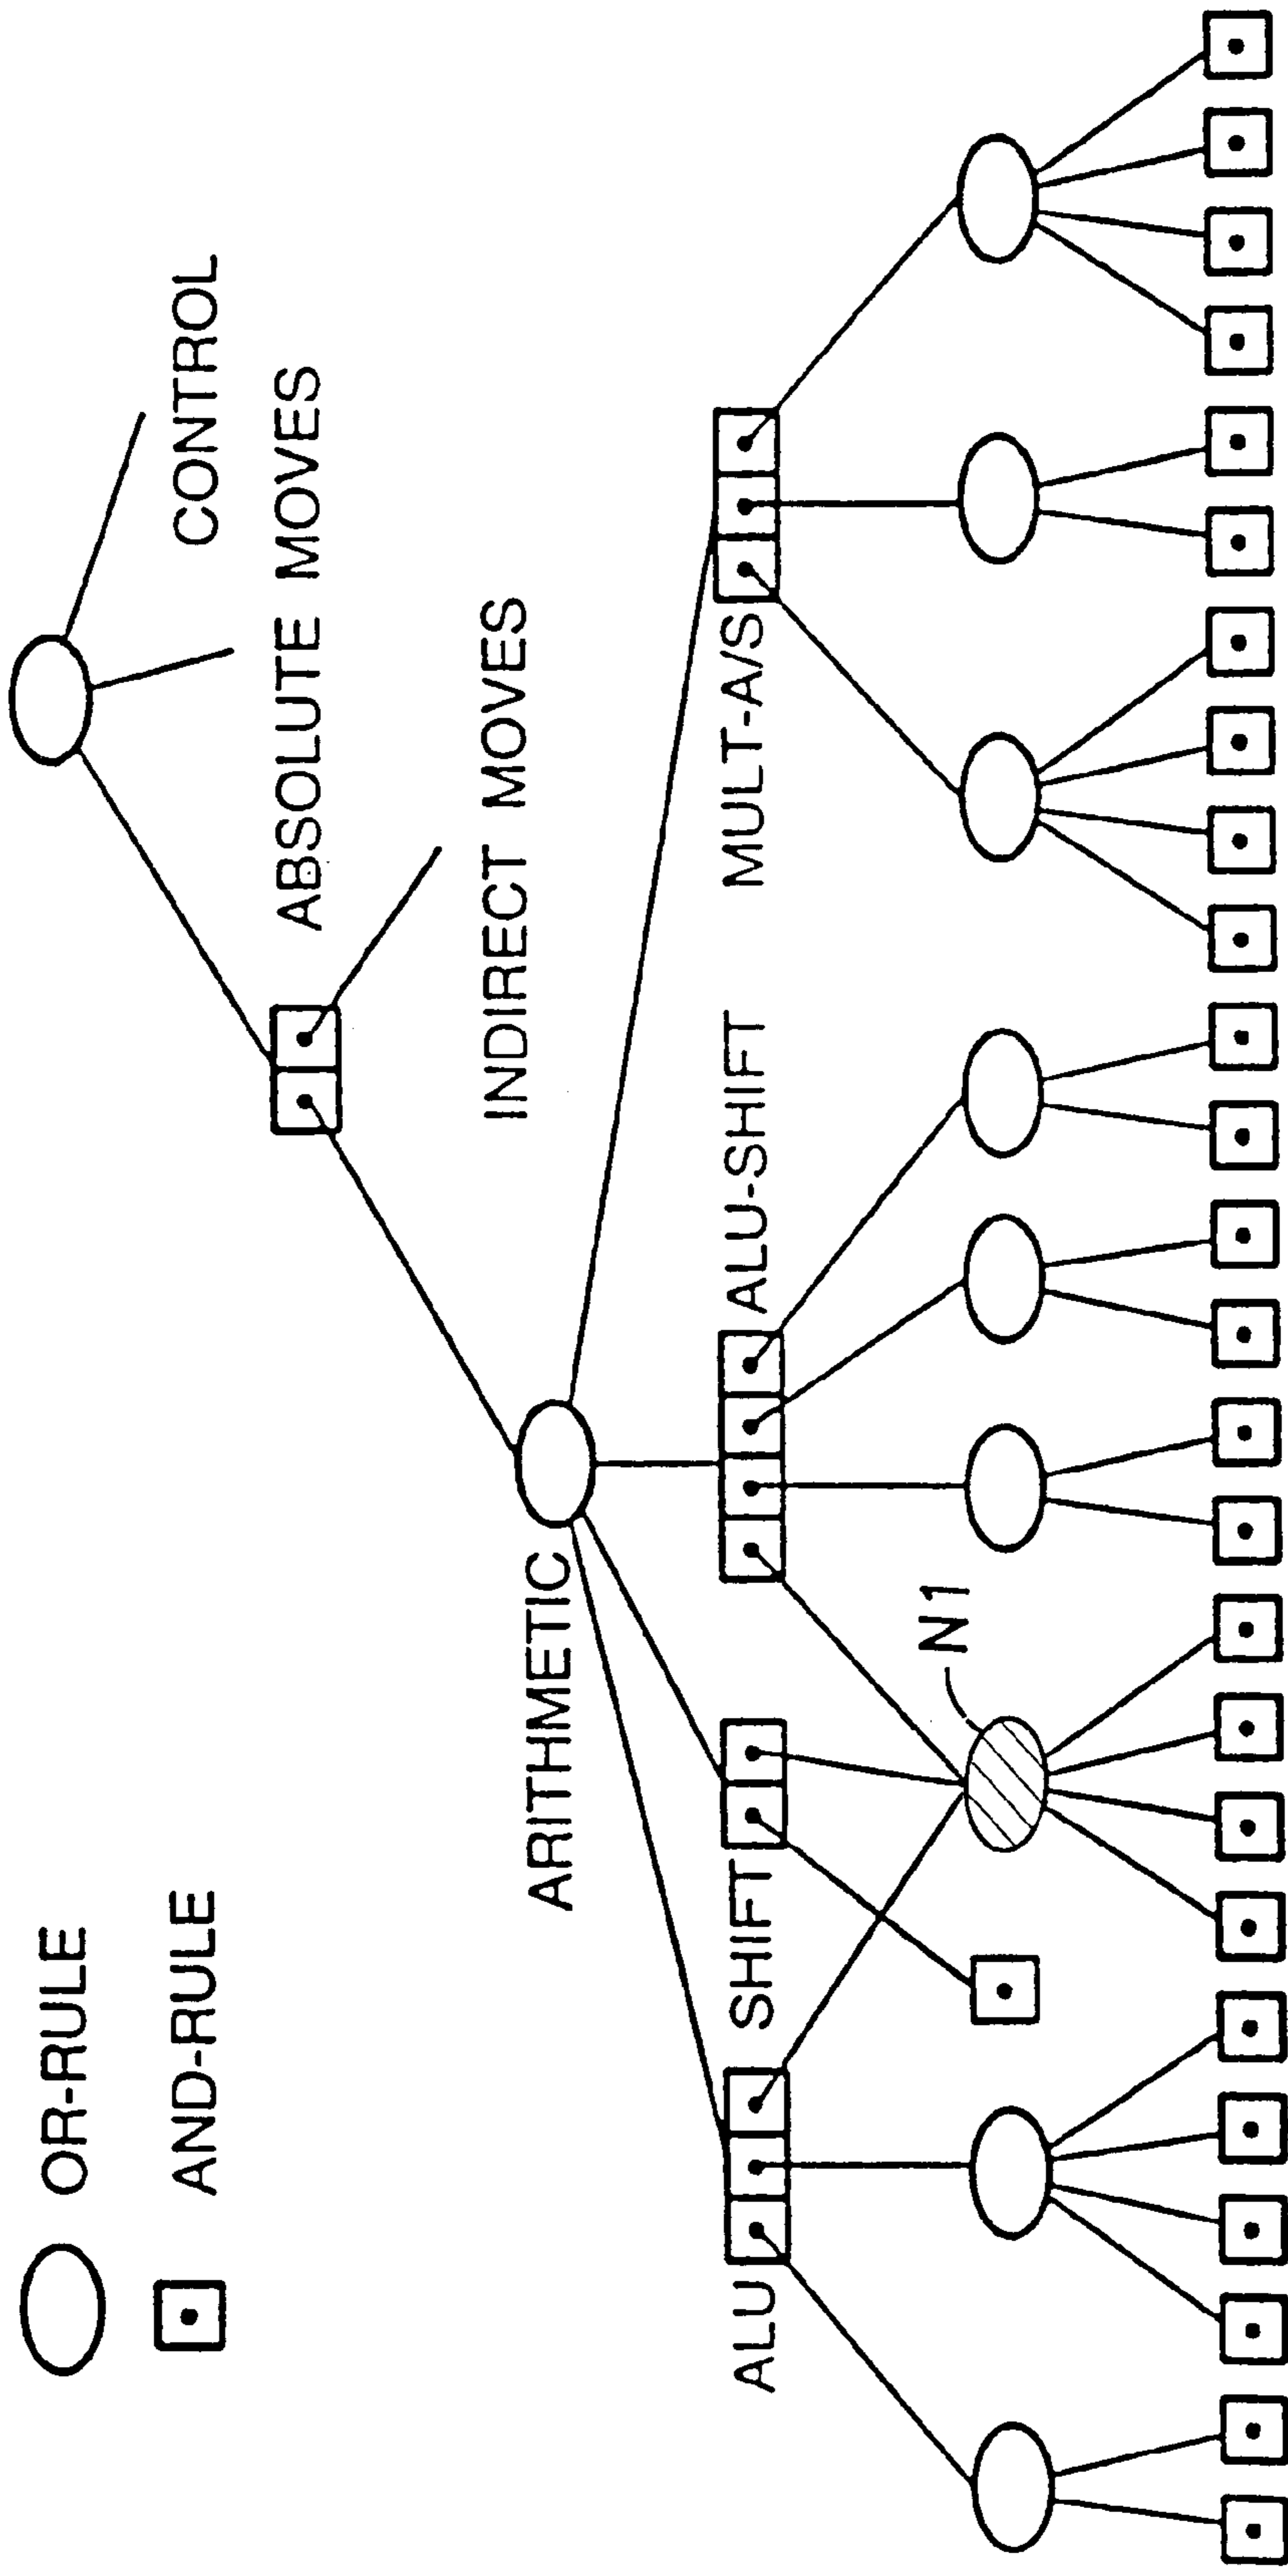 OR-RULE
AND-RULE
CONTROL
ABSOLUTE MOVES
INDIRECT MOVES
ARITHMETIC
ALU
SHIFT
ALU-SHIFT
MULT-A/S
N1